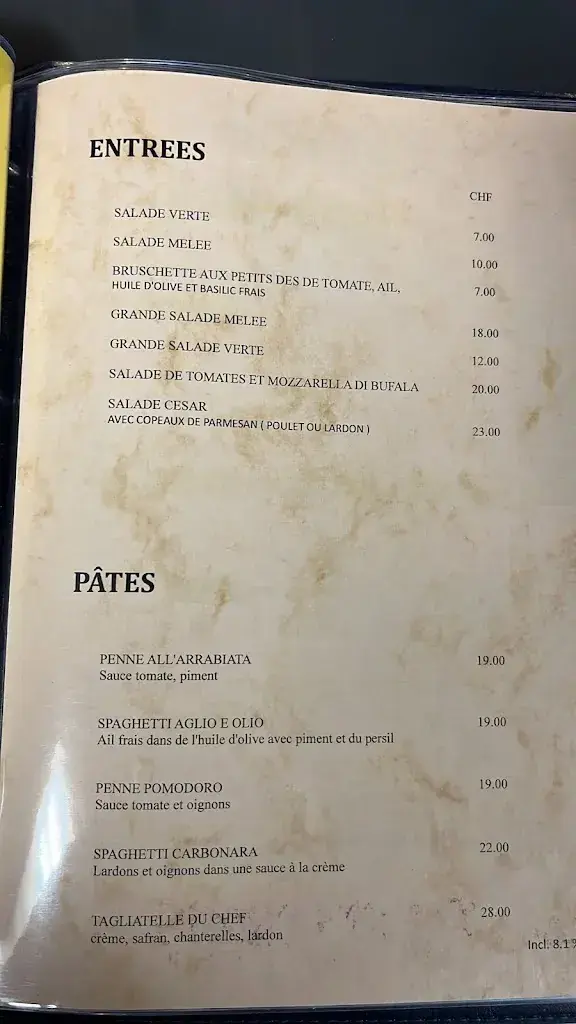 ENTREES
CHF
SALADE VERTE 7.00
SALADE MELEE 10.00
BRUSCHETTE AUX PETITS DES DE TOMATE, AIL, 7.00
HUILE D'OLIVE ET BASILIC FRAIS
GRANDE SALADE MELEE 18.00
GRANDE SALADE VERTE 12.00
SALADE DE TOMATES ET MOZZARELLA DI BUFALA 20.00
SALADE CESAR
AVEC COPEAUX DE PARMESAN ( POULET OU LARDON ) 23.00
PÂTES
PENNE ALL'ARRABIATA 19.00
Sauce tomate, piment
SPAGHETTI AGLIO E OLIO 19.00
Ail frais dans de l'huile d'olive avec piment et du persil
PENNE POMODORO 19.00
Sauce tomate et oignons
SPAGHETTI CARBONARA 22.00
Lardons et oignons dans une sauce à la crème
TAGLIATELLE DU CHEF 28.00
crème, safran, chanterelles, lardon
Incl. 8.1 %